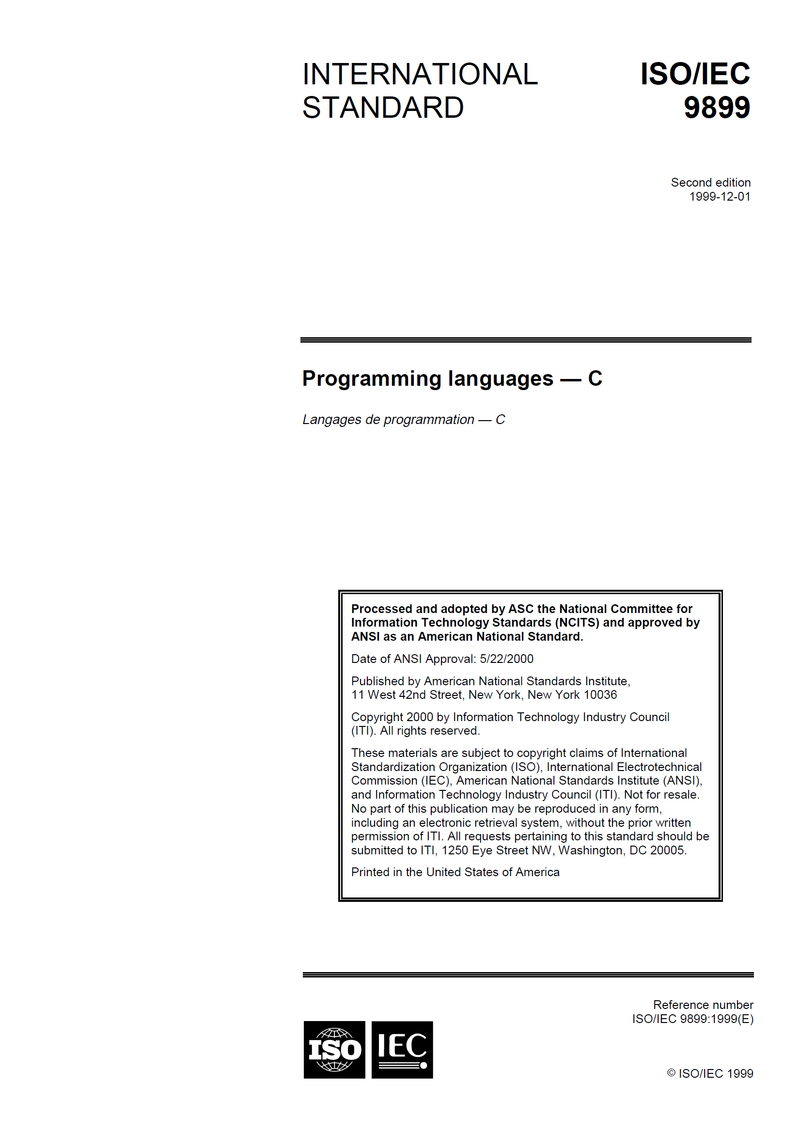 INTERNATIONAL
STANDARD
ISO/IEC
9899
Second edition
1999-12-01
Programming languages — C
Langages de programmation — C
Processed and adopted by ASC the National Committee for
Information Technology Standards (NCITS) and approved by
ANSI as an American National Standard.
Date of ANSI Approval: 5/22/2000
Published by American National Standards Institute,
11 West 42nd Street, New York, New York 10036
Copyright 2000 by Information Technology Industry Council
(ITI). All rights reserved.
These materials are subject to copyright claims of International
Standardization Organization (ISO), International Electrotechnical
Commission (IEC), American National Standards Institute (ANSI),
and Information Technology Industry Council (ITI). Not for resale.
No part of this publication may be reproduced in any form,
including an electronic retrieval system, without the prior written
permission of ITI. All requests pertaining to this standard should be
submitted to ITI, 1250 Eye Street NW, Washington, DC 20005.
Printed in the United States of America
Reference number
ISO/IEC 9899:1999(E)
ISO IEC
© ISO/IEC 1999